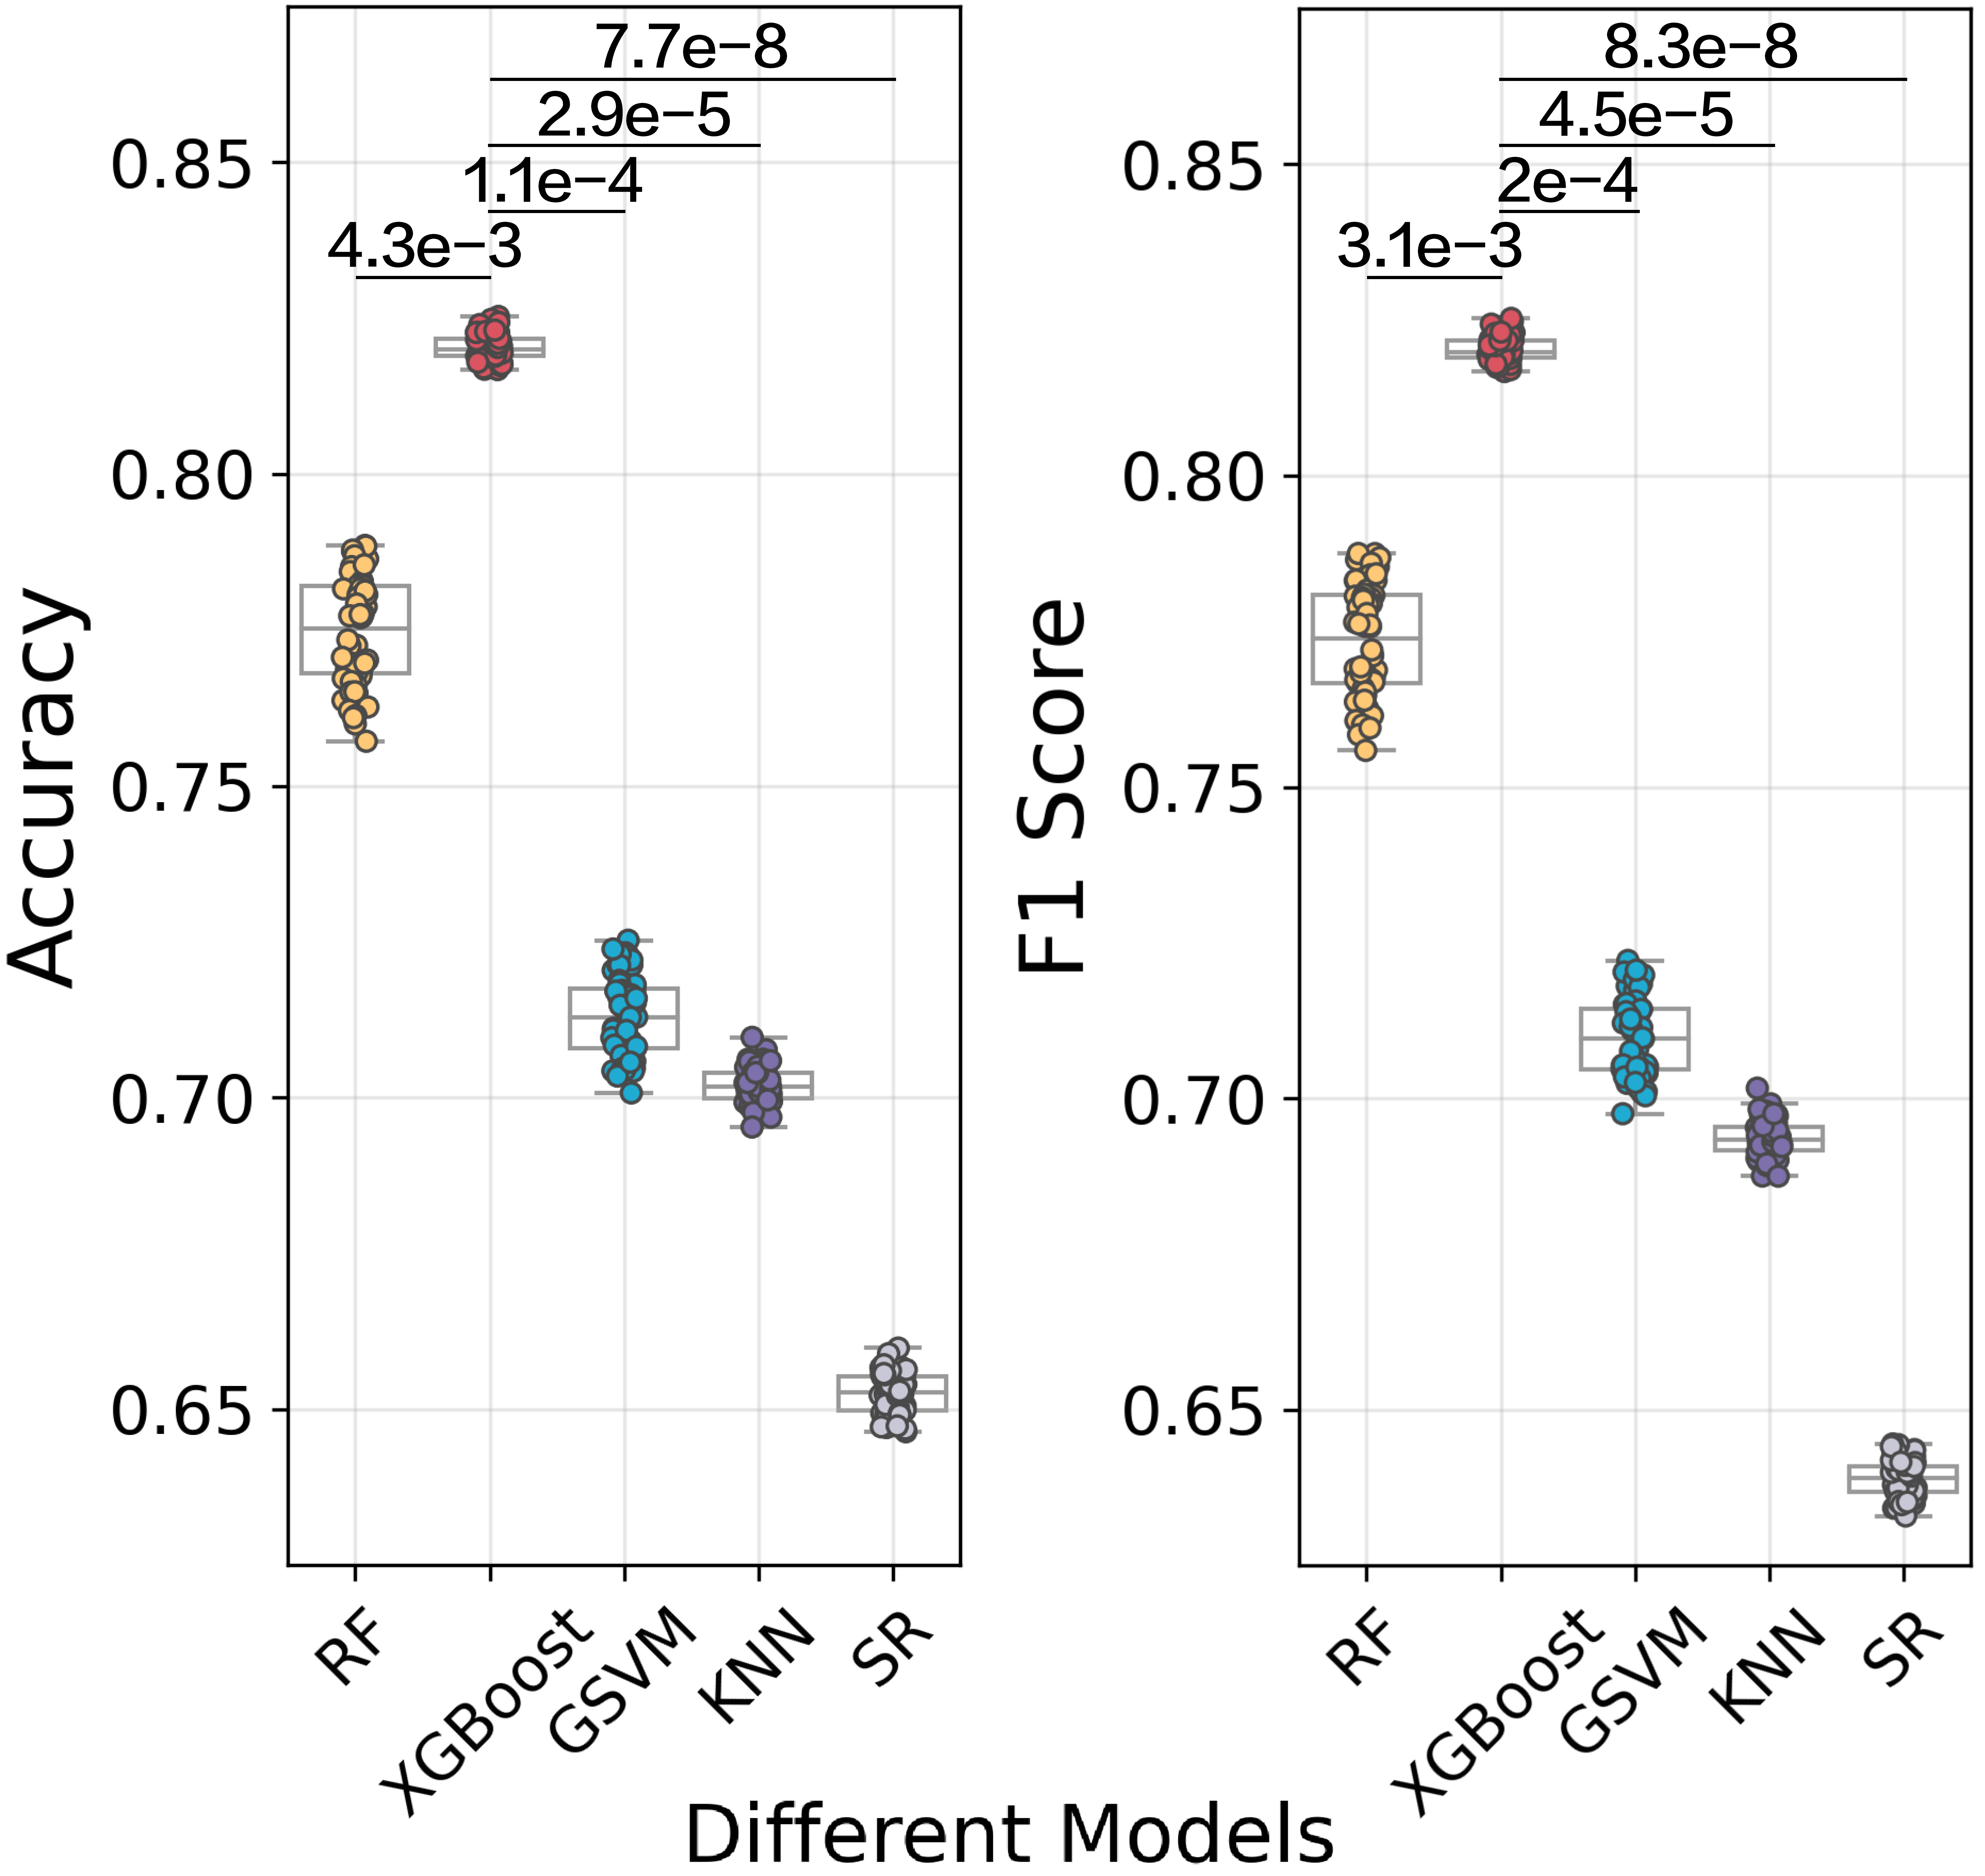 7.7e−8
2.9e−5
1.1e−4
4.3e−3
0.85
0.80
0.75
0.70
0.65
Accuracy
RF
XGBoost
GSVM
KNN
SR
8.3e−8
4.5e−5
2e−4
3.1e−3
0.85
0.80
0.75
0.70
0.65
F1 Score
RF
XGBoost
GSVM
KNN
SR
Different Models